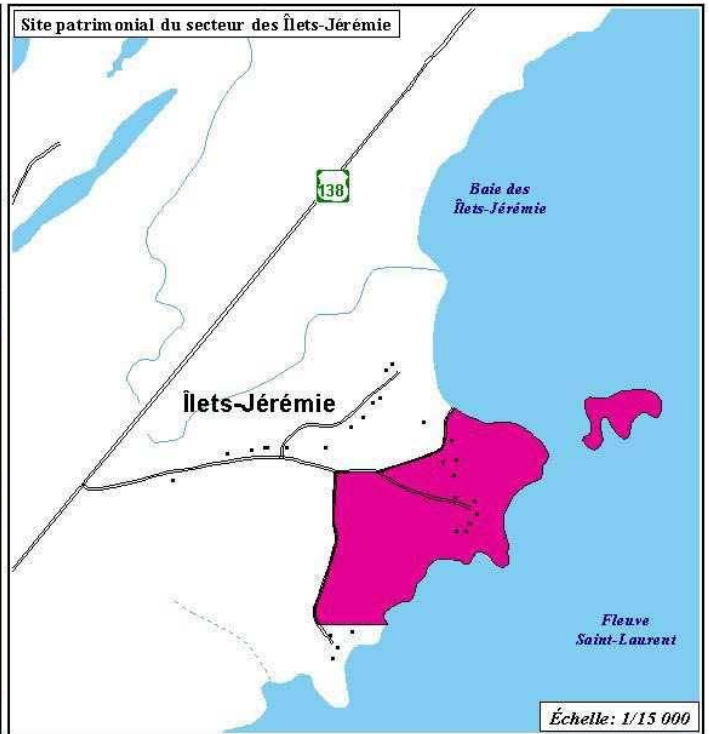 Site patrimonial du secteur des Îlets-Jérémie
138
Baie des
Îlets-Jérémie
Îlets-Jérémie
Fleuve
Saint-Laurent
Échelle: 1/15 000